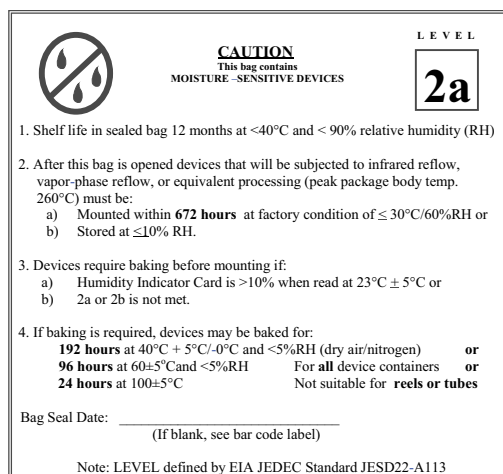 L E V E L
CAUTION
This bag contains
MOISTURE –SENSITIVE DEVICES
2a
1. Shelf life in sealed bag 12 months at <40°C and < 90% relative humidity (RH)
2. After this bag is opened devices that will be subjected to infrared reflow,
vapor-phase reflow, or equivalent processing (peak package body temp.
260°C) must be:
a) Mounted within 672 hours at factory condition of ≤ 30°C/60%RH or
b) Stored at ≤10% RH.
3. Devices require baking before mounting if:
a) Humidity Indicator Card is >10% when read at 23°C ± 5°C or
b) 2a or 2b is not met.
4. If baking is required, devices may be baked for:
192 hours at 40°C + 5°C/-0°C and <5%RH (dry air/nitrogen) or
96 hours at 60±5°Cand <5%RH For all device containers or
24 hours at 100±5°C Not suitable for reels or tubes
Bag Seal Date: ______________________________
(If blank, see bar code label)
Note: LEVEL defined by EIA JEDEC Standard JESD22-A113